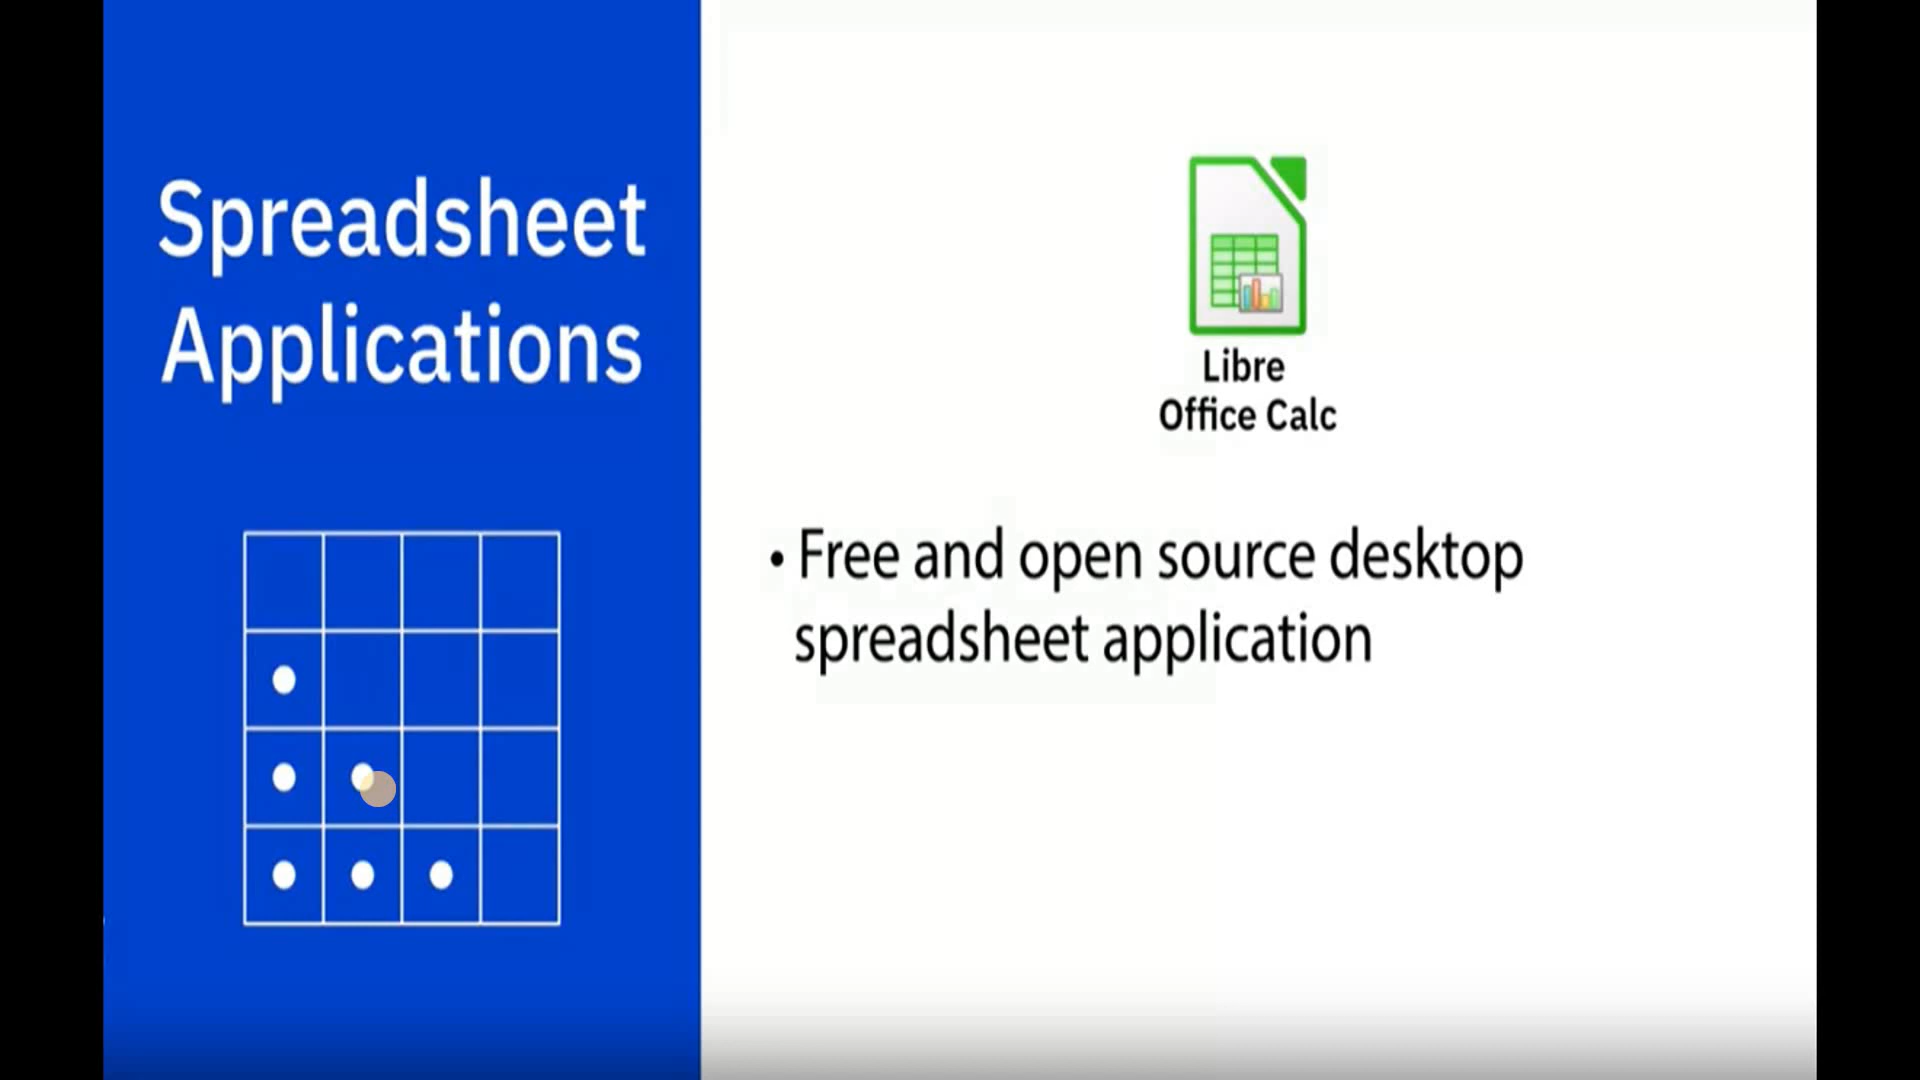 Spreadsheet
Applications
Libre
Office Calc
• Free and open source desktop
spreadsheet application